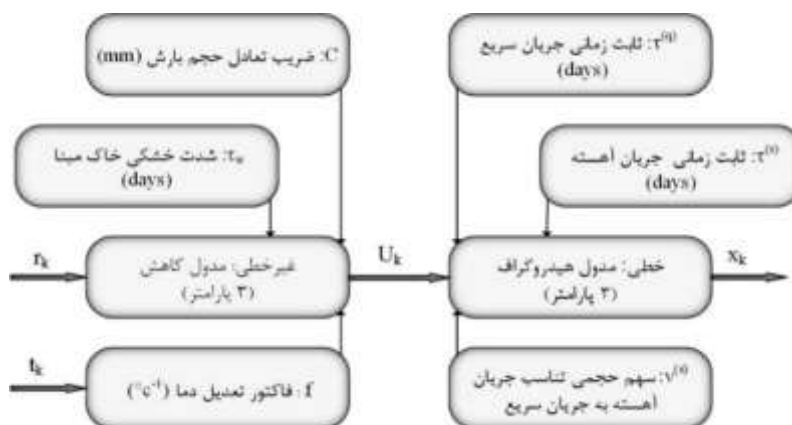 C: ضریب تعادل حجم بارش (mm)
τ⁽q⁾: ثابت زمانی جریان سریع
(days)
τw: شدت خشکی خاک مبنا
(days)
τ⁽s⁾: ثابت زمانی جریان آهسته
(days)
rk
غیرخطی: مدول کاهش
(۳ پارامتر)
Uk
خطی: مدول هیدروگراف
(۳ پارامتر)
xk
tk
f: فاکتور تعدیل دما (°c⁻¹)
v⁽s⁾: سهم حجمی تناسب جریان
آهسته به جریان سریع